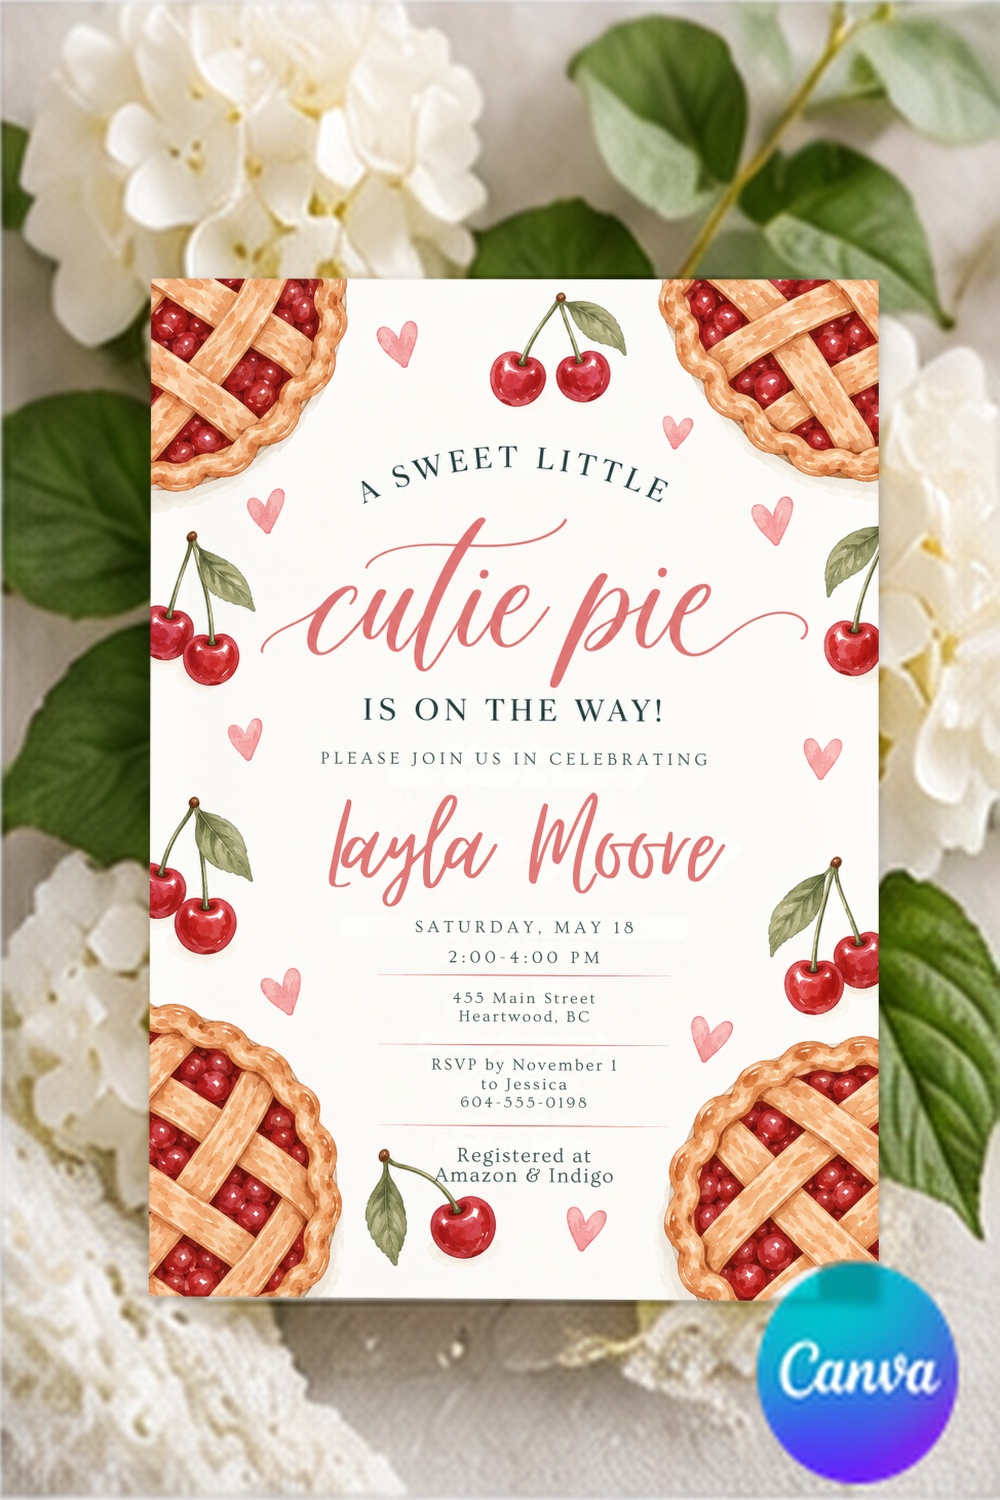 A SWEET LITTLE
cutie pie
IS ON THE WAY!
PLEASE JOIN US IN CELEBRATING
Layla Moore
SATURDAY, MAY 18
2:00-4:00 PM
455 Main Street
Heartwood, BC
RSVP by November 1
to Jessica
604-555-0198
Registered at
Amazon & Indigo
Canva